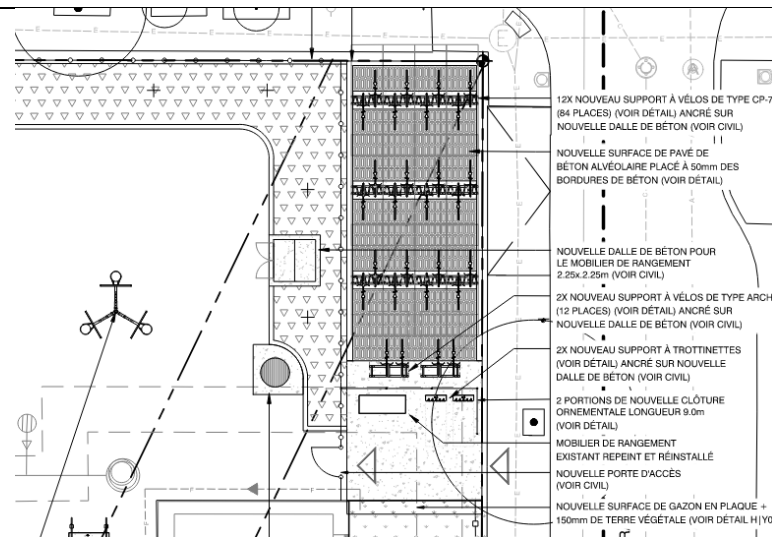 12X NOUVEAU SUPPORT À VÉLOS DE TYPE CP-7
(84 PLACES) (VOIR DÉTAIL) ANCRÉ SUR
NOUVELLE DALLE DE BÉTON (VOIR CIVIL)
NOUVELLE SURFACE DE PAVÉ DE
BÉTON ALVÉOLAIRE PLACÉ À 50mm DES
BORDURES DE BÉTON (VOIR DÉTAIL)
NOUVELLE DALLE DE BÉTON POUR
LE MOBILIER DE RANGEMENT
2.25x.2.25m (VOIR CIVIL)
2X NOUVEAU SUPPORT À VÉLOS DE TYPE ARCH
(12 PLACES) (VOIR DÉTAIL) ANCRÉ SUR
NOUVELLE DALLE DE BÉTON (VOIR CIVIL)
2X NOUVEAU SUPPORT À TROTTINETTES
(VOIR DÉTAIL) ANCRÉ SUR NOUVELLE
DALLE DE BÉTON (VOIR CIVIL)
2 PORTIONS DE NOUVELLE CLÔTURE
ORNEMENTALE LONGUEUR 9.0m
(VOIR DÉTAIL)
MOBILIER DE RANGEMENT
EXISTANT REPEINT ET RÉINSTALLÉ
NOUVELLE PORTE D'ACCÈS
(VOIR CIVIL)
NOUVELLE SURFACE DE GAZON EN PLAQUE +
150mm DE TERRE VÉGÉTALE (VOIR DÉTAIL H|Y0